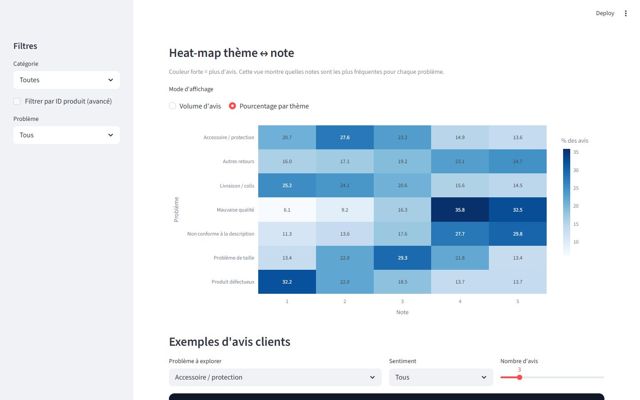 Deploy
Filtres
Catégorie
Toutes
Filtrer par ID produit (avancé)
Problème
Tous
Heat-map thème ↔ note
Couleur forte = plus d'avis. Cette vue montre quelles notes sont les plus fréquentes pour chaque problème.
Mode d'affichage
Volume d'avis Pourcentage par thème
% des avis
Accessoire / protection 20.7 27.6 23.2 14.9 13.6
Autres retours 16.0 17.1 19.2 23.1 24.7
Livraison / colis 25.2 24.1 20.6 15.6 14.5
Mauvaise qualité 6.1 9.2 16.3 35.8 32.5
Non conforme à la description 11.3 13.6 17.6 27.7 29.8
Problème de taille 13.4 22.0 29.3 21.8 13.4
Produit défectueux 32.2 22.0 18.5 13.7 13.7
Problème
1 2 3 4 5
Note
35
30
25
20
15
10
Exemples d'avis clients
Problème à explorer
Accessoire / protection
Sentiment
Tous
Nombre d'avis
3